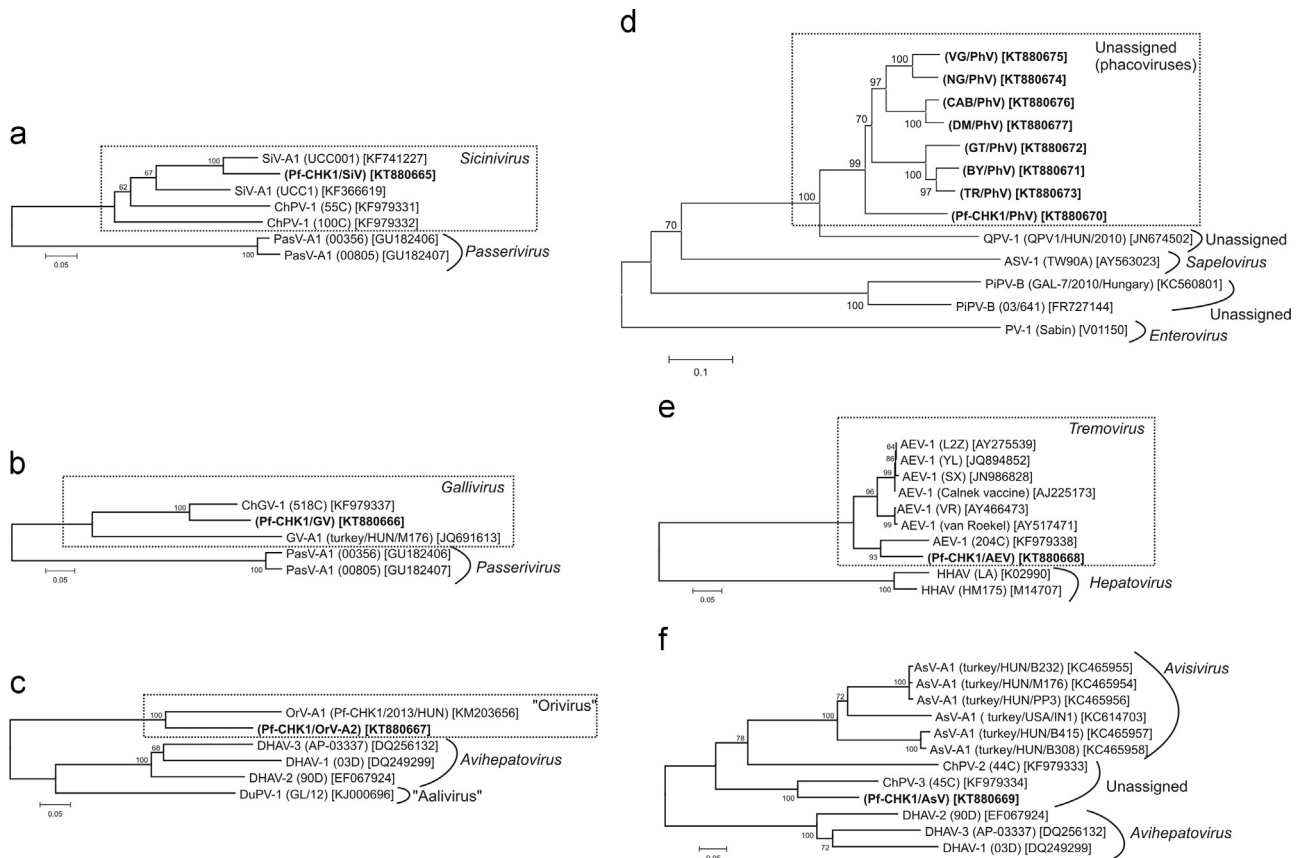 a
100
67
62
SiV-A1 (UCC001) [KF741227]
(Pf-CHK1/SiV) [KT880665]
SiV-A1 (UCC1) [KF366619]
ChPV-1 (55C) [KF979331]
ChPV-1 (100C) [KF979332]
Sicinivirus
PasV-A1 (00356) [GU182406]
PasV-A1 (00805) [GU182407]
100
Passerivirus
0.05
b
Gallivirus
100
ChGV-1 (518C) [KF979337]
(Pf-CHK1/GV) [KT880666]
GV-A1 (turkey/HUN/M176) [JQ691613]
PasV-A1 (00356) [GU182406]
PasV-A1 (00805) [GU182407]
100
Passerivirus
0.05
c
100
OrV-A1 (Pf-CHK1/2013/HUN) [KM203656]
(Pf-CHK1/OrV-A2) [KT880667]
"Orivirus"
68
100
DHAV-3 (AP-03337) [DQ256132]
DHAV-1 (03D) [DQ249299]
DHAV-2 (90D) [EF067924]
DuPV-1 (GL/12) [KJ000696]
Avihepatovirus
"Aalivirus"
0.05
d
Unassigned
(phacoviruses)
100
97
100
70
100
97
99
100
70
100
(VG/PhV) [KT880675]
(NG/PhV) [KT880674]
(CAB/PhV) [KT880676]
(DM/PhV) [KT880677]
(GT/PhV) [KT880672]
(BY/PhV) [KT880671]
(TR/PhV) [KT880673]
(Pf-CHK1/PhV) [KT880670]
QPV-1 (QPV1/HUN/2010) [JN674502]
Unassigned
ASV-1 (TW90A) [AY563023]
Sapelovirus
PiPV-B (GAL-7/2010/Hungary) [KC560801]
PiPV-B (03/641) [FR727144]
Unassigned
PV-1 (Sabin) [V01150]
Enterovirus
0.1
e
Tremovirus
64
86
99
96
99
93
AEV-1 (L2Z) [AY275539]
AEV-1 (YL) [JQ894852]
AEV-1 (SX) [JN986828]
AEV-1 (Calnek vaccine) [AJ225173]
AEV-1 (VR) [AY466473]
AEV-1 (van Roekel) [AY517471]
AEV-1 (204C) [KF979338]
(Pf-CHK1/AEV) [KT880668]
HHAV (LA) [K02990]
HHAV (HM175) [M14707]
100
Hepatovirus
0.05
f
100
72
100
100
78
100
AsV-A1 (turkey/HUN/B232) [KC465955]
AsV-A1 (turkey/HUN/M176) [KC465954]
AsV-A1 (turkey/HUN/PP3) [KC465956]
AsV-A1 ( turkey/USA/IN1) [KC614703]
AsV-A1 (turkey/HUN/B415) [KC465957]
AsV-A1 (turkey/HUN/B308) [KC465958]
Avisivirus
ChPV-2 (44C) [KF979333]
ChPV-3 (45C) [KF979334]
(Pf-CHK1/AsV) [KT880669]
Unassigned
DHAV-2 (90D) [EF067924]
DHAV-3 (AP-03337) [DQ256132]
DHAV-1 (03D) [DQ249299]
100
72
Avihepatovirus
0.05